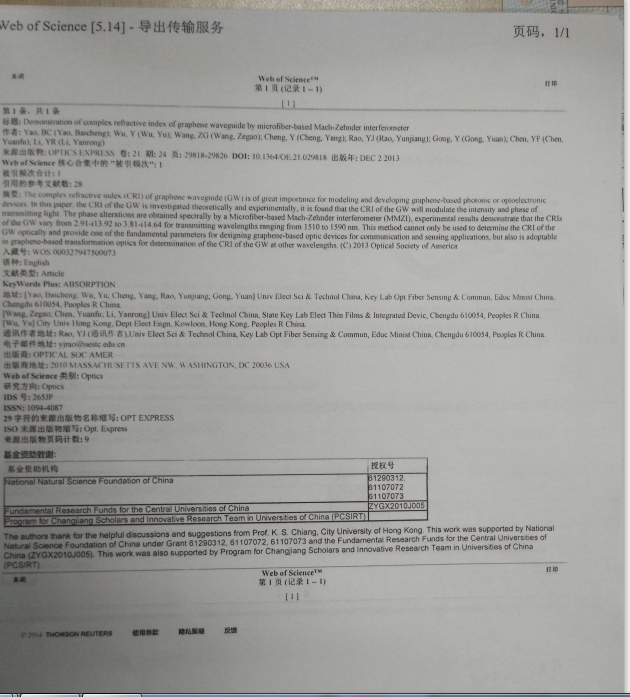 Web of Science [5.14] - 导出传输服务
页码，1/1
关闭
Web of Science™
第 1 页 (记录 1 -- 1)
打印
[ 1 ]
第 1 条，共 1 条
标题: Demonstration of complex refractive index of graphene waveguide by microfiber-based Mach-Zehnder interferometer
作者: Yao, BC (Yao, Baicheng); Wu, Y (Wu, Yu); Wang, ZG (Wang, Zegao); Cheng, Y (Cheng, Yang); Rao, YJ (Rao, Yunjiang); Gong, Y (Gong, Yuan); Chen, YF (Chen,
Yuanfu); Li, YR (Li, Yanrong)
来源出版物: OPTICS EXPRESS 卷: 21 期: 24 页: 29818-29826 DOI: 10.1364/OE.21.029818 出版年: DEC 2 2013
Web of Science 核心合集中的 "被引频次": 1
被引频次合计: 1
引用的参考文献数: 28
摘要: The complex refractive index (CRI) of graphene waveguide (GW) is of great importance for modeling and developing graphene-based photonic or optoelectronic
devices. In this paper, the CRI of the GW is investigated theoretically and experimentally, it is found that the CRI of the GW will modulate the intensity and phase of
transmitting light. The phase alterations are obtained spectrally by a Microfiber-based Mach-Zehnder interferometer (MMZI), experimental results demonstrate that the CRIs
of the GW vary from 2.91-i13.92 to 3.81-i14.64 for transmitting wavelengths ranging from 1510 to 1590 nm. This method cannot only be used to determine the CRI of the
GW optically and provide one of the fundamental parameters for designing graphene-based optic devices for communication and sensing applications, but also is adoptable
in graphene-based transformation optics for determination of the CRI of the GW at other wavelengths. (C) 2013 Optical Society of America
入藏号: WOS:000327947500073
语种: English
文献类型: Article
KeyWords Plus: ABSORPTION
地址: [Yao, Baicheng; Wu, Yu; Cheng, Yang; Rao, Yunjiang; Gong, Yuan] Univ Elect Sci & Technol China, Key Lab Opt Fiber Sensing & Commun, Educ Minist China,
Chengdu 610054, Peoples R China.
[Wang, Zegao; Chen, Yuanfu; Li, Yanrong] Univ Elect Sci & Technol China, State Key Lab Elect Thin Films & Integrated Devic, Chengdu 610054, Peoples R China.
[Wu, Yu] City Univ Hong Kong, Dept Elect Engn, Kowloon, Hong Kong, Peoples R China.
通讯作者地址: Rao, YJ (通讯作者), Univ Elect Sci & Technol China, Key Lab Opt Fiber Sensing & Commun, Educ Minist China, Chengdu 610054, Peoples R China.
电子邮件地址: yjrao@uestc.edu.cn
出版商: OPTICAL SOC AMER
出版商地址: 2010 MASSACHUSETTS AVE NW, WASHINGTON, DC 20036 USA
Web of Science 类别: Optics
研究方向: Optics
IDS 号: 265JP
ISSN: 1094-4087
29 字符的来源出版物名称缩写: OPT EXPRESS
ISO 来源出版物缩写: Opt. Express
来源出版物页码计数: 9
基金资助致谢:
基金资助机构
授权号
National Natural Science Foundation of China
61290312
61107072
61107073
Fundamental Research Funds for the Central Universities of China
ZYGX2010J005
Program for Changjiang Scholars and Innovative Research Team in Universities of China (PCSIRT)
The authors thank for the helpful discussions and suggestions from Prof. K. S. Chiang, City University of Hong Kong. This work was supported by National
Natural Science Foundation of China under Grant 61290312, 61107072, 61107073 and the Fundamental Research Funds for the Central Universities of
China (ZYGX2010J005). This work was also supported by Program for Changjiang Scholars and Innovative Research Team in Universities of China
(PCSIRT)
关闭
Web of Science™
第 1 页 (记录 1 -- 1)
打印
[ 1 ]
© 2014 THOMSON REUTERS
使用条款
隐私策略
反馈